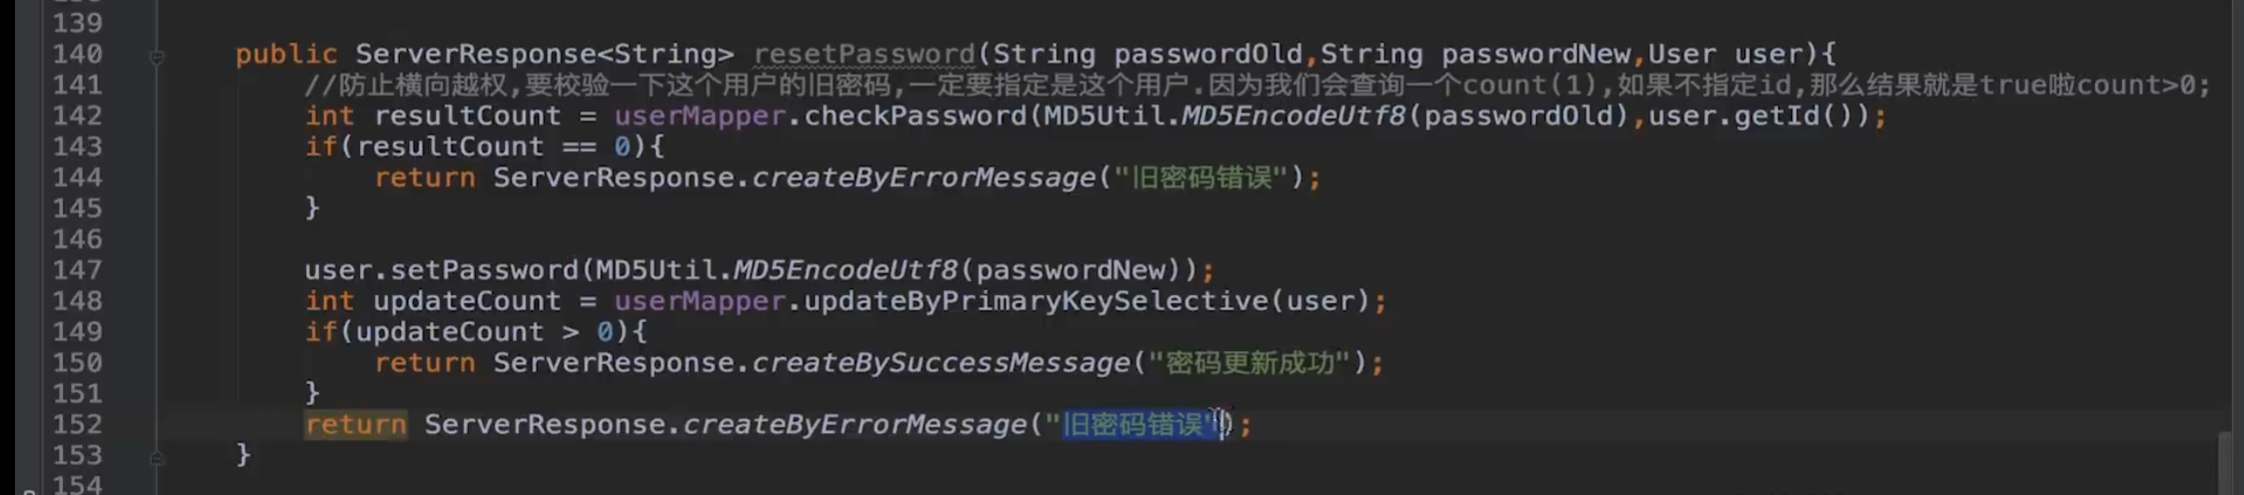 139
140 public ServerResponse<String> resetPassword(String passwordOld,String passwordNew,User user){
141 //防止横向越权,要校验一下这个用户的旧密码,一定要指定是这个用户.因为我们会查询一个count(1),如果不指定id,那么结果就是true啦count>0;
142 int resultCount = userMapper.checkPassword(MD5Util.MD5EncodeUtf8(passwordOld),user.getId());
143 if(resultCount == 0){
144 return ServerResponse.createByErrorMessage("旧密码错误");
145 }
146
147 user.setPassword(MD5Util.MD5EncodeUtf8(passwordNew));
148 int updateCount = userMapper.updateByPrimaryKeySelective(user);
149 if(updateCount > 0){
150 return ServerResponse.createBySuccessMessage("密码更新成功");
151 }
152 return ServerResponse.createByErrorMessage("旧密码错误");
153 }
154